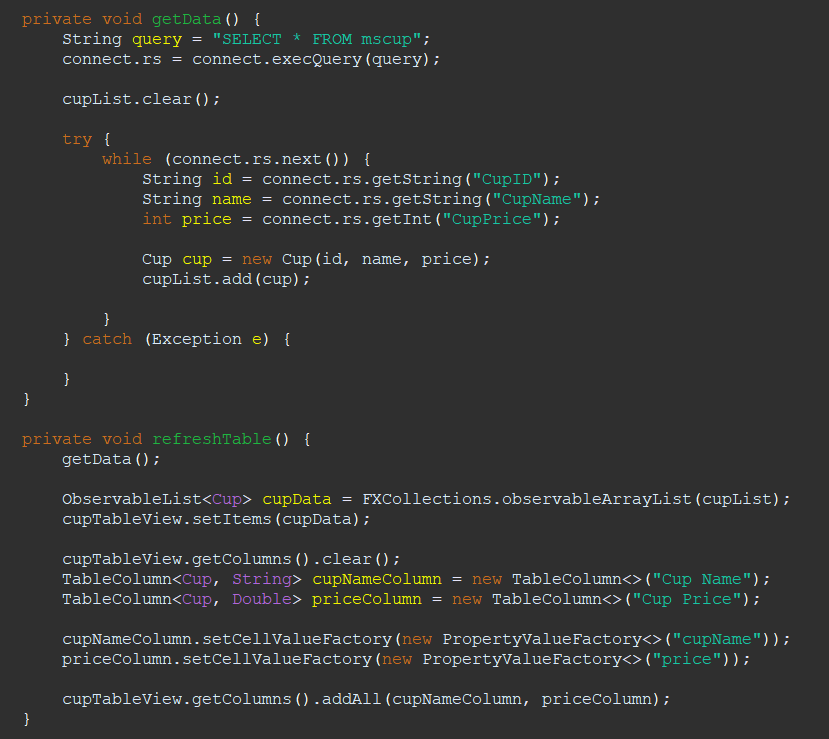 private void getData() {
    String query = "SELECT * FROM mscup";
    connect.rs = connect.execQuery(query);

    cupList.clear();

    try {
        while (connect.rs.next()) {
            String id = connect.rs.getString("CupID");
            String name = connect.rs.getString("CupName");
            int price = connect.rs.getInt("CupPrice");

            Cup cup = new Cup(id, name, price);
            cupList.add(cup);

        }
    } catch (Exception e) {

    }
}

private void refreshTable() {
    getData();

    ObservableList<Cup> cupData = FXCollections.observableArrayList(cupList);
    cupTableView.setItems(cupData);

    cupTableView.getColumns().clear();
    TableColumn<Cup, String> cupNameColumn = new TableColumn<>("Cup Name");
    TableColumn<Cup, Double> priceColumn = new TableColumn<>("Cup Price");

    cupNameColumn.setCellValueFactory(new PropertyValueFactory<>("cupName"));
    priceColumn.setCellValueFactory(new PropertyValueFactory<>("price"));

    cupTableView.getColumns().addAll(cupNameColumn, priceColumn);
}